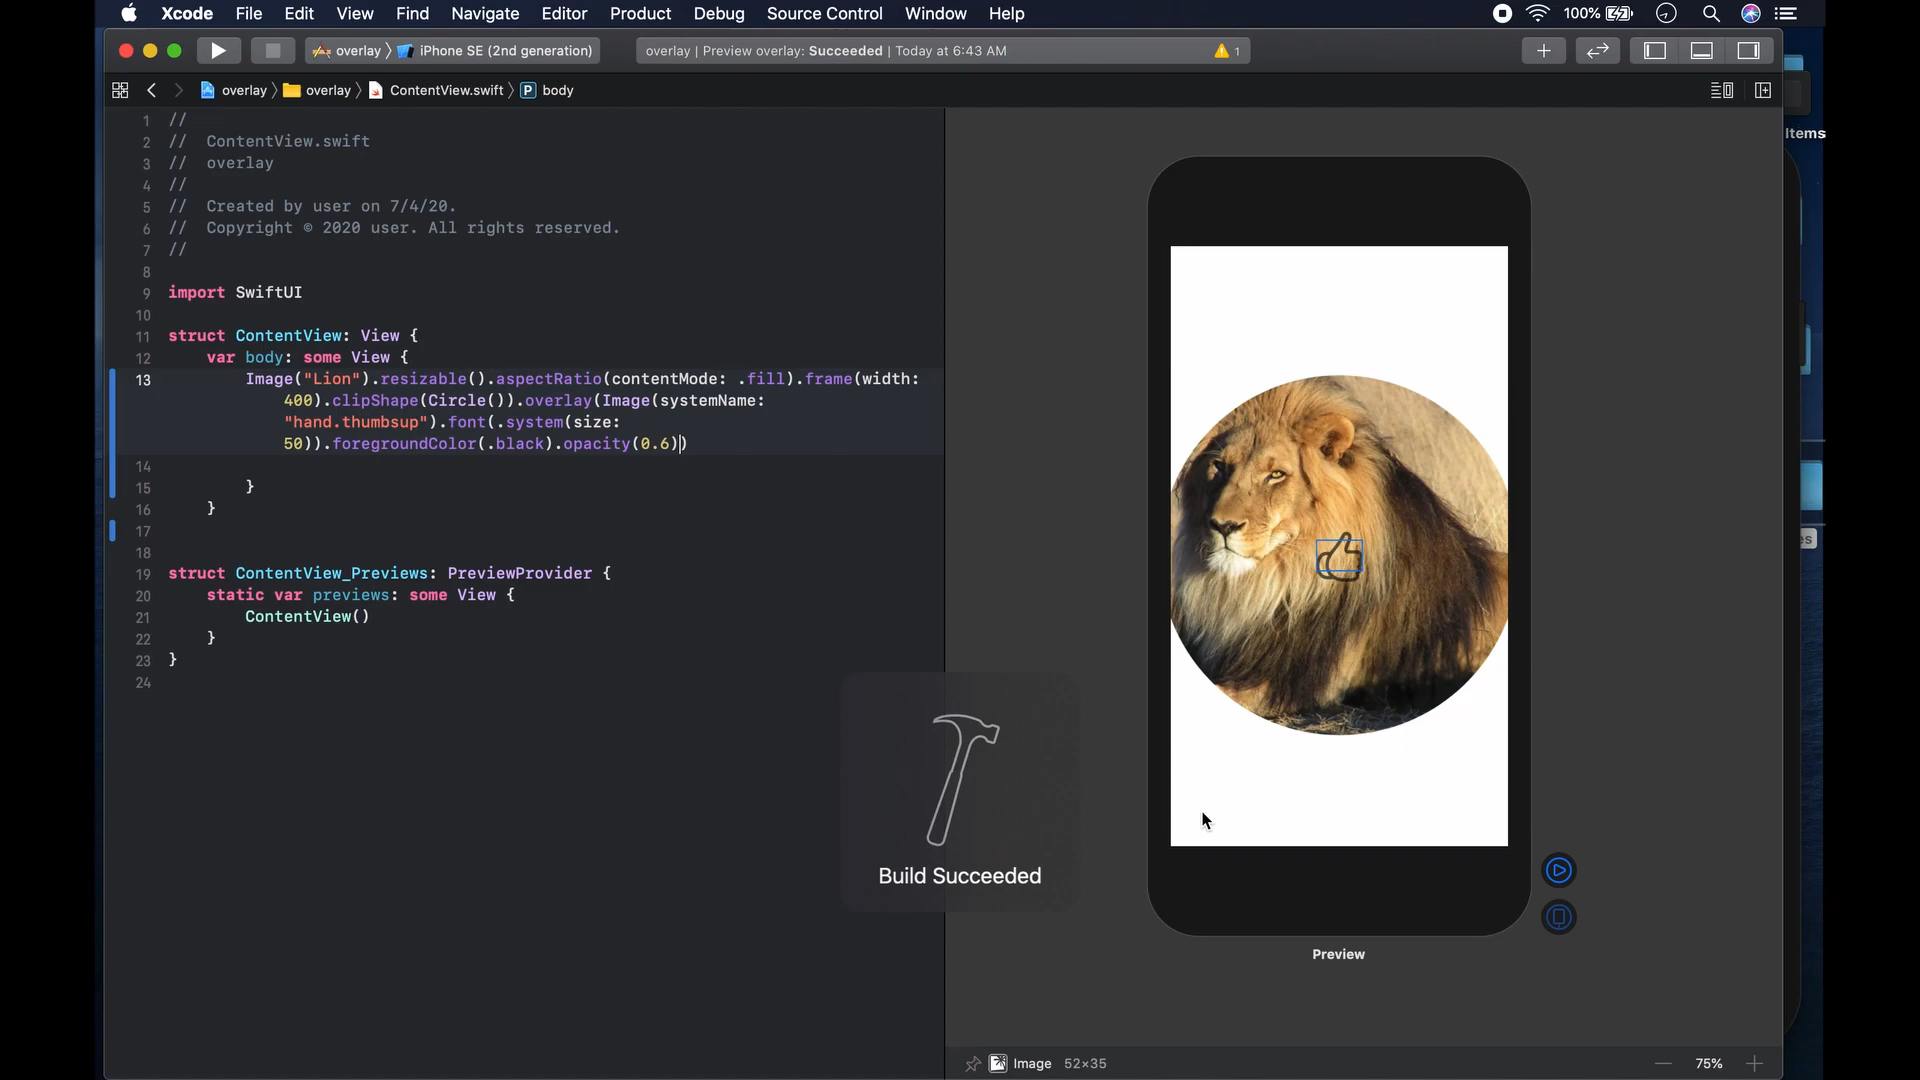 Xcode File Edit View Find Navigate Editor Product Debug Source Control Window Help 100%
overlay iPhone SE (2nd generation) overlay | Preview overlay: Succeeded | Today at 6:43 AM 1
overlay overlay ContentView.swift P body
Items
1 //
2 // ContentView.swift
3 // overlay
4 //
5 // Created by user on 7/4/20.
6 // Copyright © 2020 user. All rights reserved.
7 //
8
9 import SwiftUI
10
11 struct ContentView: View {
12 var body: some View {
13 Image("Lion").resizable().aspectRatio(contentMode: .fill).frame(width:
400).clipShape(Circle()).overlay(Image(systemName:
"hand.thumbsup").font(.system(size:
50)).foregroundColor(.black).opacity(0.6))
14
15 }
16 }
17
18
19 struct ContentView_Previews: PreviewProvider {
20 static var previews: some View {
21 ContentView()
22 }
23 }
24
es
Build Succeeded
Preview
Image 52×35 75%